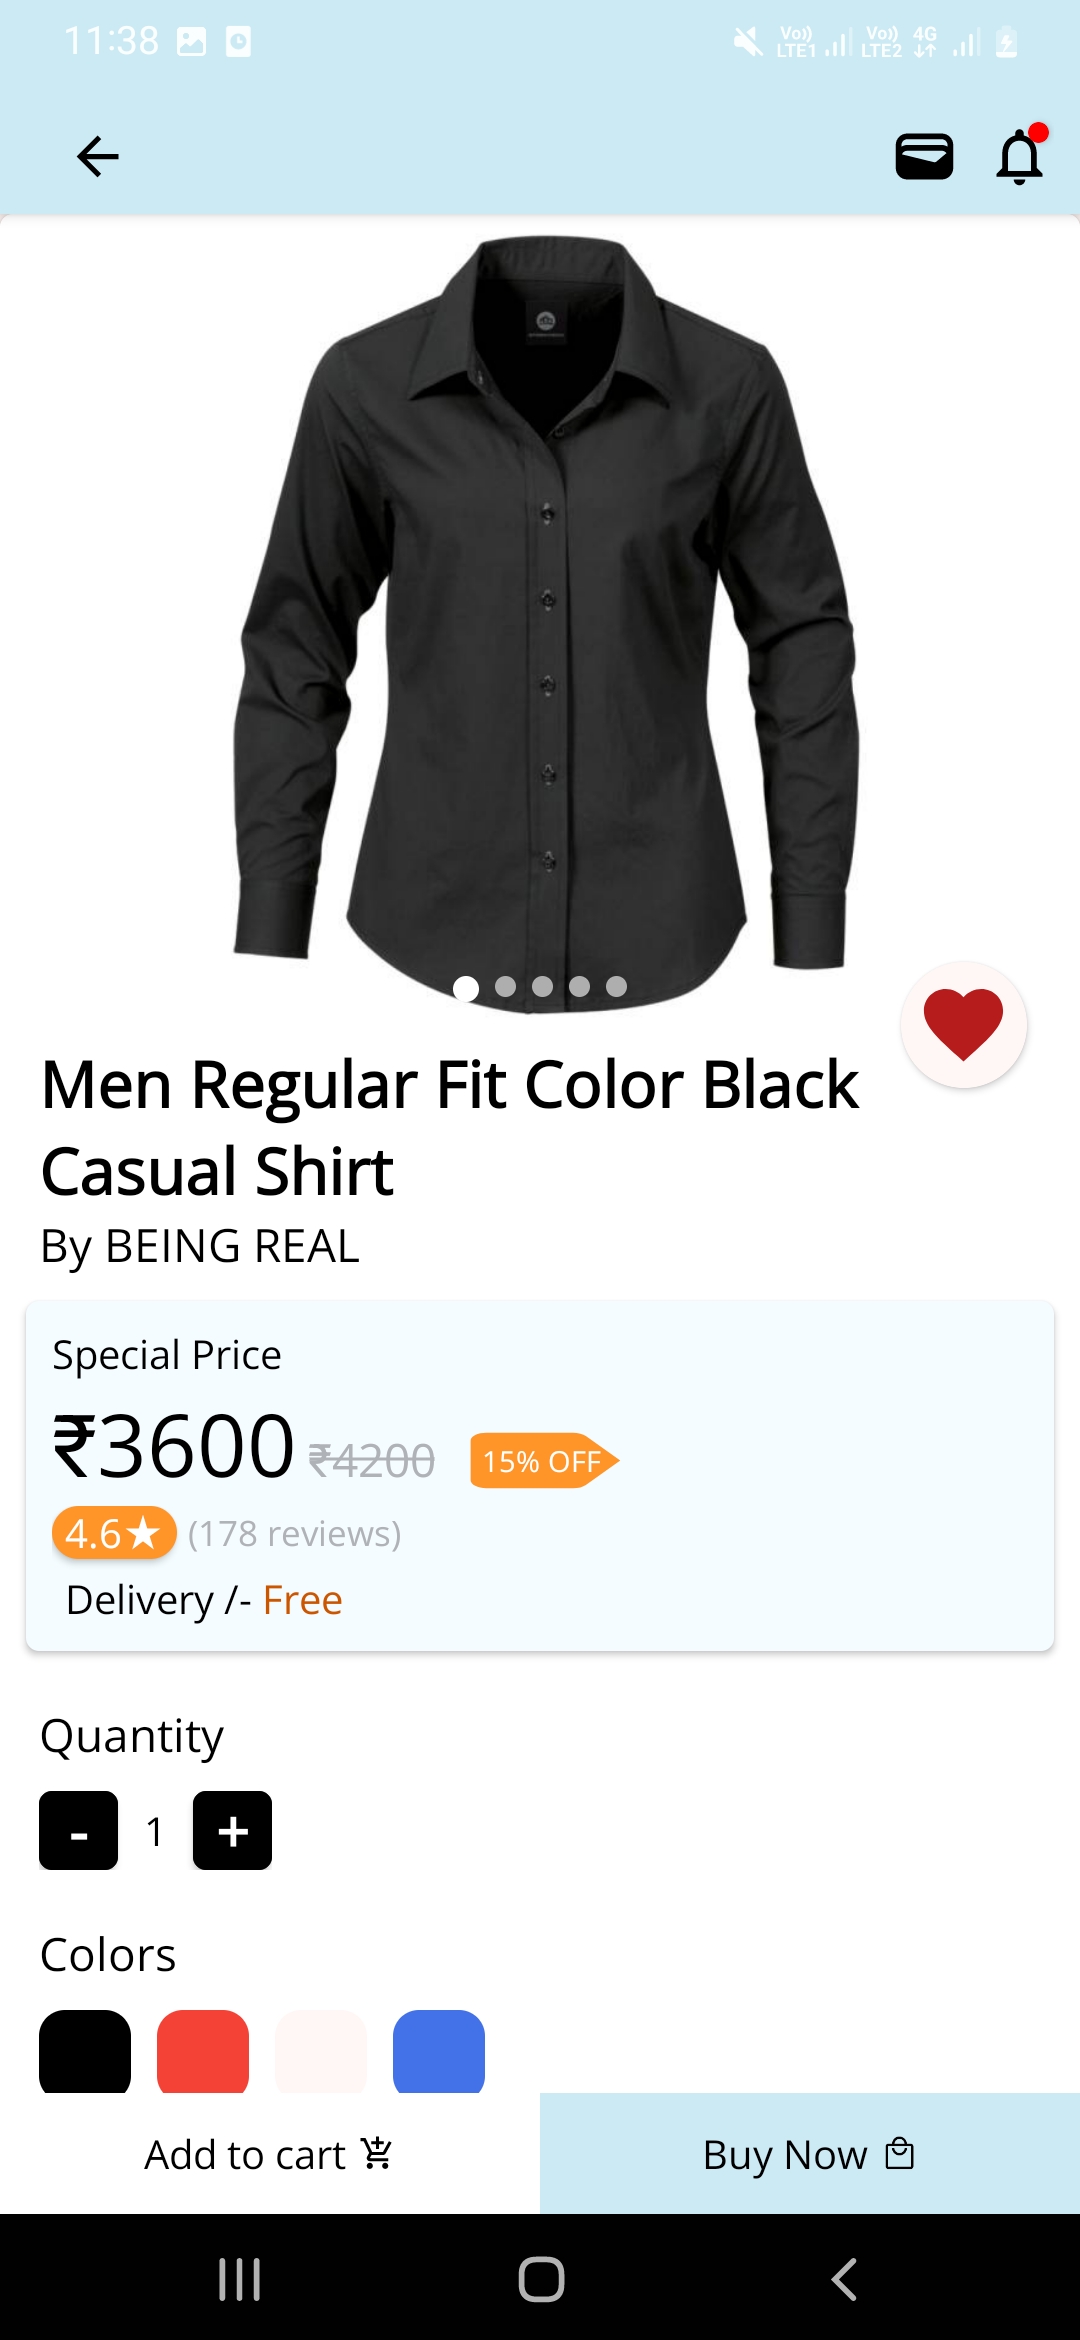 11:38
Vo)) LTE1 Vo)) LTE2 4G
Men Regular Fit Color Black
Casual Shirt
By BEING REAL
Special Price
₹3600 ₹4200 15% OFF
4.6★ (178 reviews)
Delivery /- Free
Quantity
- 1 +
Colors
Add to cart
Buy Now